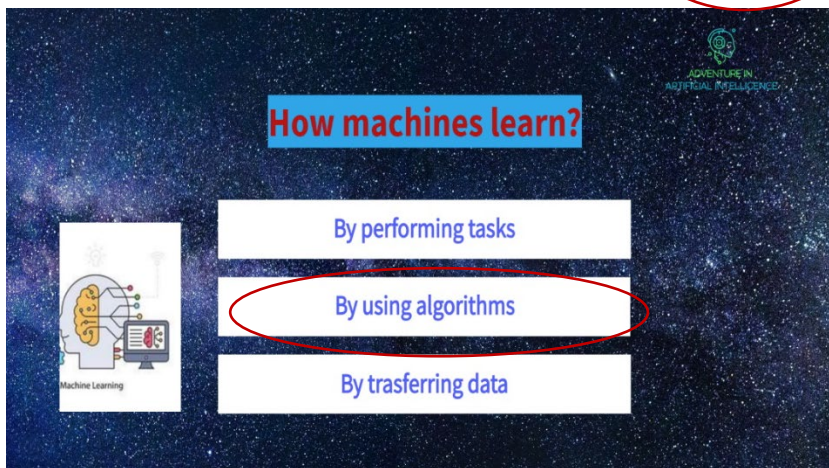 ADVENTURE IN
ARTIFICIAL INTELLIGENCE
How machines learn?
By performing tasks
By using algorithms
By trasferring data
Machine Learning